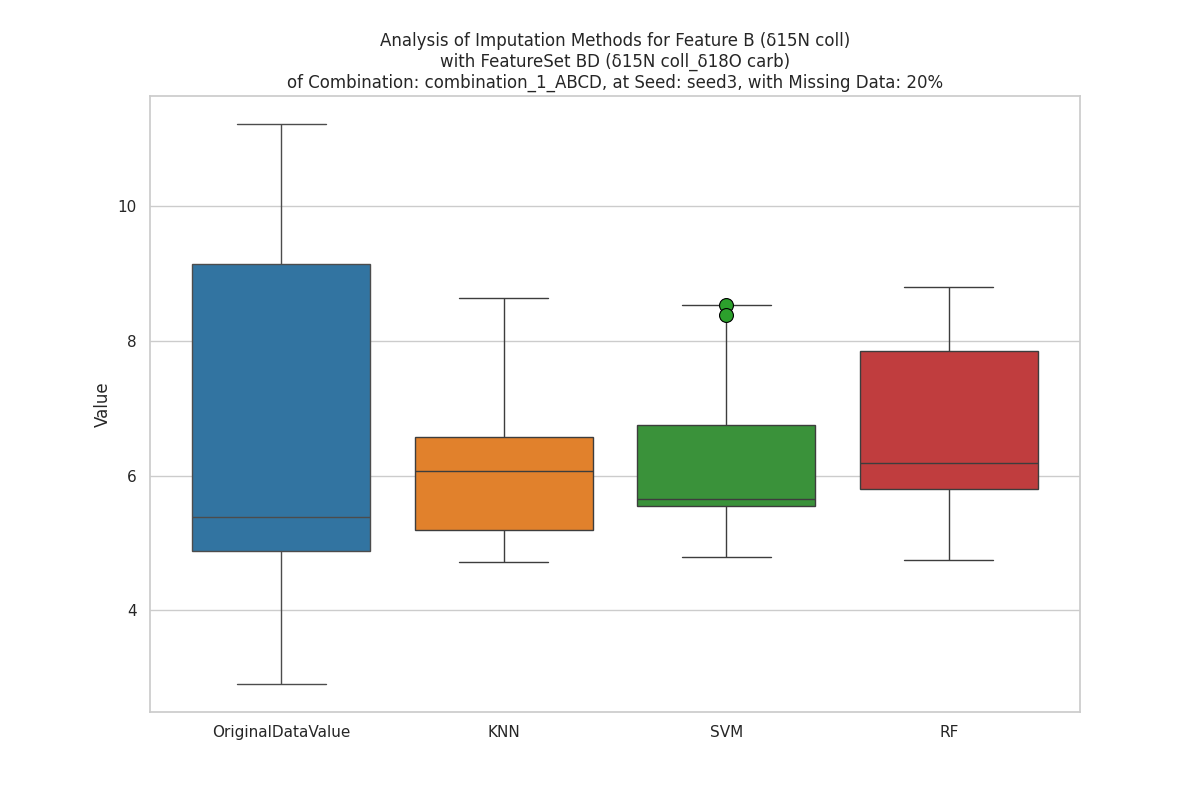 Analysis of Imputation Methods for Feature B (δ15N coll)
with FeatureSet BD (δ15N coll_δ18O carb)
of Combination: combination_1_ABCD, at Seed: seed3, with Missing Data: 20%
10
8
6
4
Value
OriginalDataValue KNN SVM RF